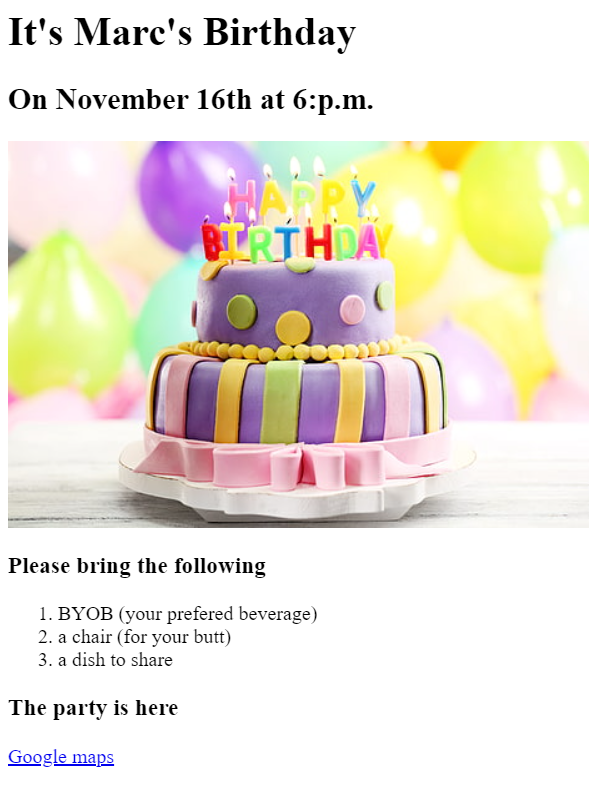 It's Marc's Birthday
On November 16th at 6:p.m.
HAPPY
BIRTHDAY
Please bring the following
1. BYOB (your prefered beverage)
2. a chair (for your butt)
3. a dish to share
The party is here
Google maps